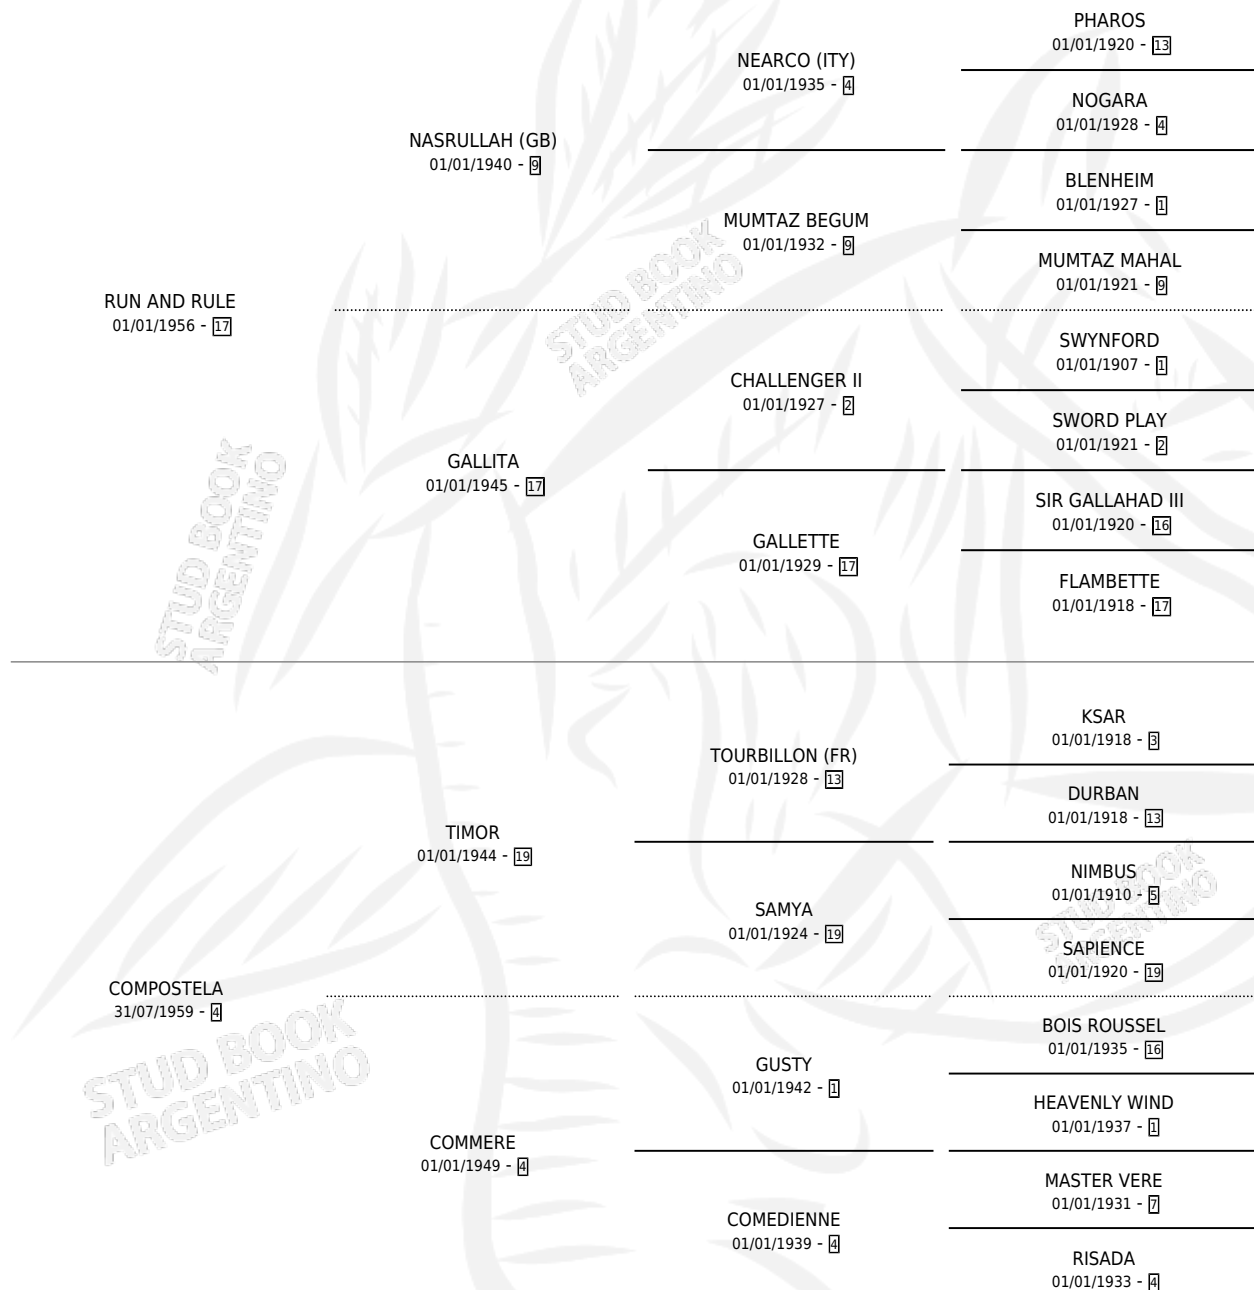 PHAROS
01/01/1920 - 13
NEARCO (ITY)
01/01/1935 - 4
NOGARA
01/01/1928 - 4
NASRULLAH (GB)
01/01/1940 - 9
BLENHEIM
01/01/1927 - 1
MUMTAZ BEGUM
01/01/1932 - 9
MUMTAZ MAHAL
01/01/1921 - 9
RUN AND RULE
01/01/1956 - 17
SWYNFORD
01/01/1907 - 1
CHALLENGER II
01/01/1927 - 2
SWORD PLAY
01/01/1921 - 2
GALLITA
01/01/1945 - 17
SIR GALLAHAD III
01/01/1920 - 16
GALLETTE
01/01/1929 - 17
FLAMBETTE
01/01/1918 - 17
KSAR
01/01/1918 - 3
TOURBILLON (FR)
01/01/1928 - 13
DURBAN
01/01/1918 - 13
TIMOR
01/01/1944 - 19
NIMBUS
01/01/1910 - 5
SAMYA
01/01/1924 - 19
SAPIENCE
01/01/1920 - 19
COMPOSTELA
31/07/1959 - 4
BOIS ROUSSEL
01/01/1935 - 16
GUSTY
01/01/1942 - 1
HEAVENLY WIND
01/01/1937 - 1
COMMERE
01/01/1949 - 4
MASTER VERE
01/01/1931 - 7
COMEDIENNE
01/01/1939 - 4
RISADA
01/01/1933 - 4
STUD BOOK
ARGENTINO
STUD BOOK
ARGENTINO
STUD BOOK
ARGENTINO
STUD BOOK
ARGENTINO